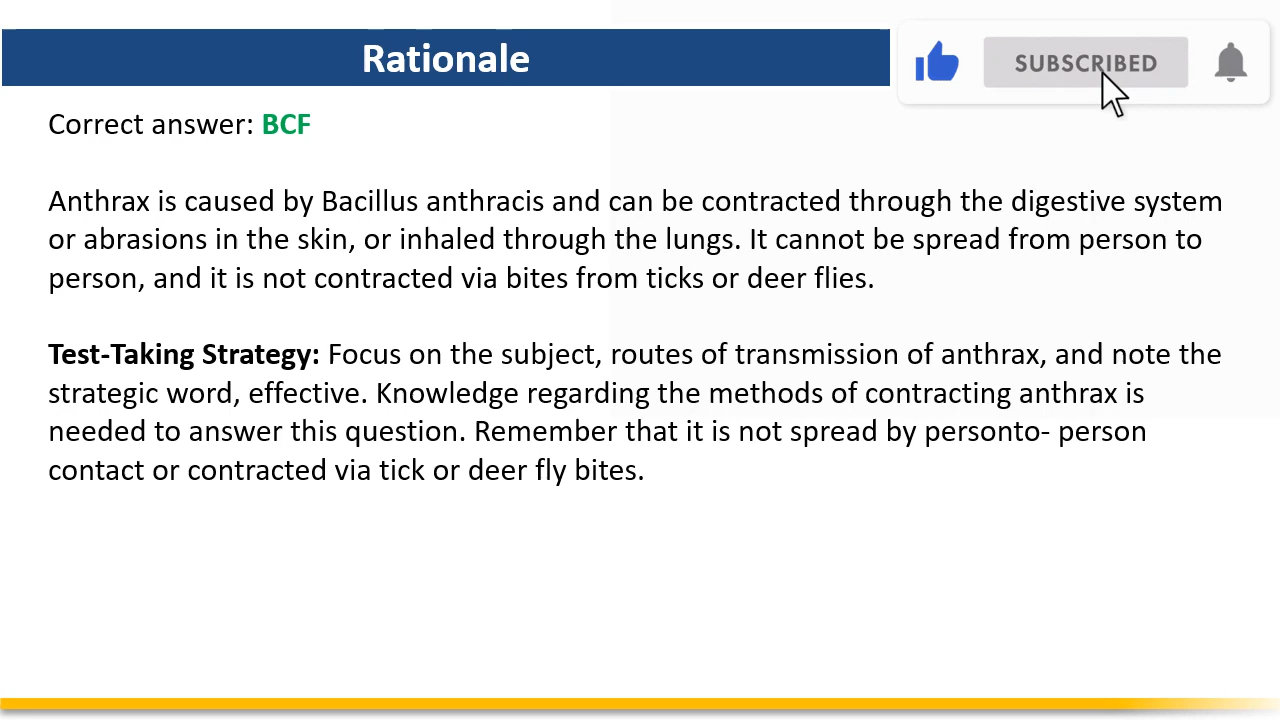 Rationale
SUBSCRIBED
Correct answer: BCF
Anthrax is caused by Bacillus anthracis and can be contracted through the digestive system
or abrasions in the skin, or inhaled through the lungs. It cannot be spread from person to
person, and it is not contracted via bites from ticks or deer flies.
Test-Taking Strategy: Focus on the subject, routes of transmission of anthrax, and note the
strategic word, effective. Knowledge regarding the methods of contracting anthrax is
needed to answer this question. Remember that it is not spread by personto- person
contact or contracted via tick or deer fly bites.